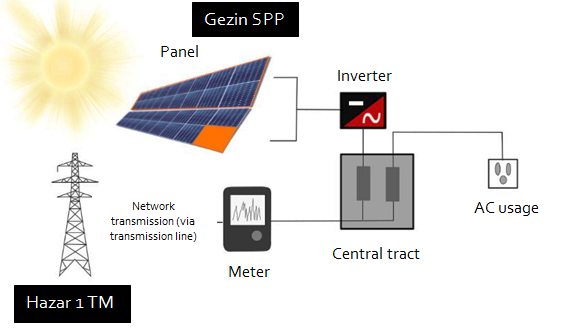 Gezin SPP
Panel
Inverter
Network
transmission (via
transmission line)
AC usage
Central tract
Meter
Hazar 1 TM